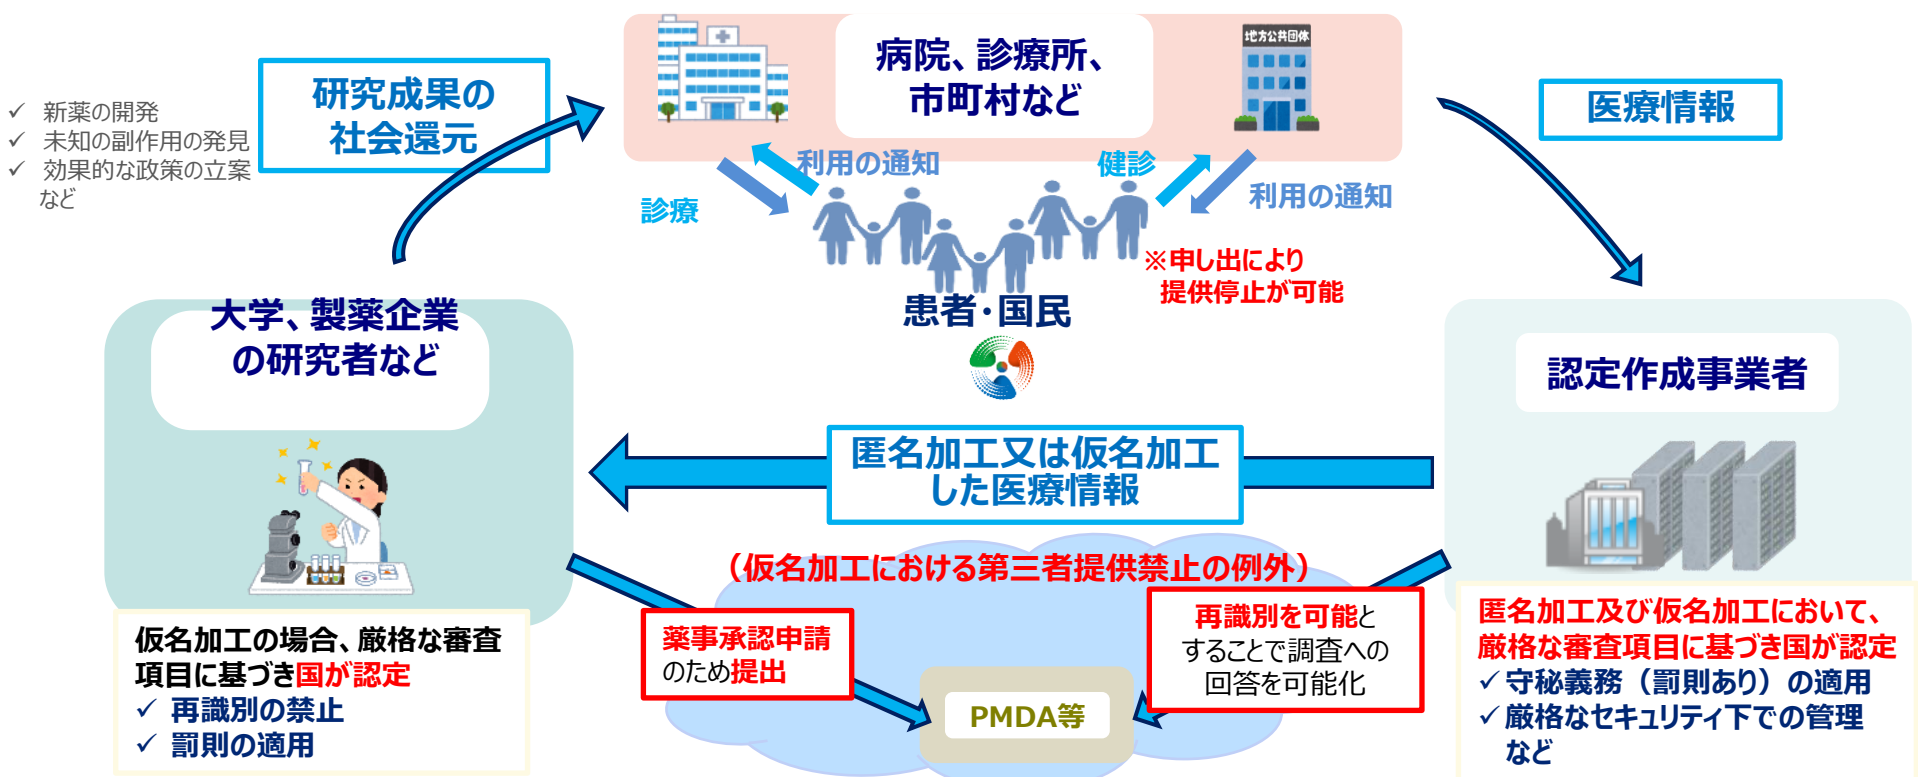 病院、診療所、
市町村など
地方公共団体
研究成果の
社会還元
✓ 新薬の開発
✓ 未知の副作用の発見
✓ 効果的な政策の立案
など
医療情報
利用の通知
診療
健診
利用の通知
※申し出により
提供停止が可能
患者・国民
大学、製薬企業
の研究者など
認定作成事業者
匿名加工又は仮名加工
した医療情報
（仮名加工における第三者提供禁止の例外）
薬事承認申請
のため提出
再識別を可能と
することで調査への
回答を可能化
PMDA等
仮名加工の場合、厳格な審査
項目に基づき国が認定
✓ 再識別の禁止
✓ 罰則の適用
匿名加工及び仮名加工において、
厳格な審査項目に基づき国が認定
✓守秘義務（罰則あり）の適用
✓厳格なセキュリティ下での管理
など